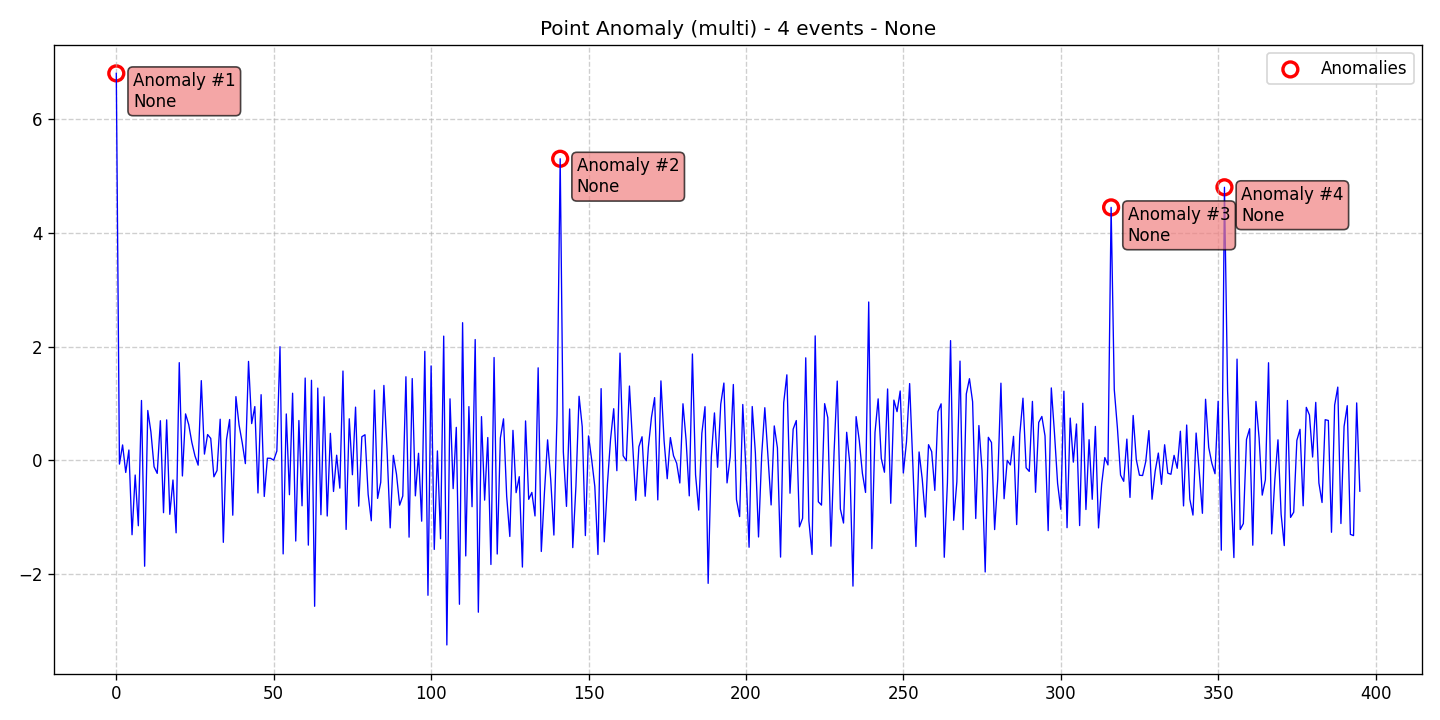 Point Anomaly (multi) - 4 events - None
Anomalies
Anomaly #1
None
Anomaly #2
None
Anomaly #3
None
Anomaly #4
None
6
4
2
0
−2
0
50
100
150
200
250
300
350
400